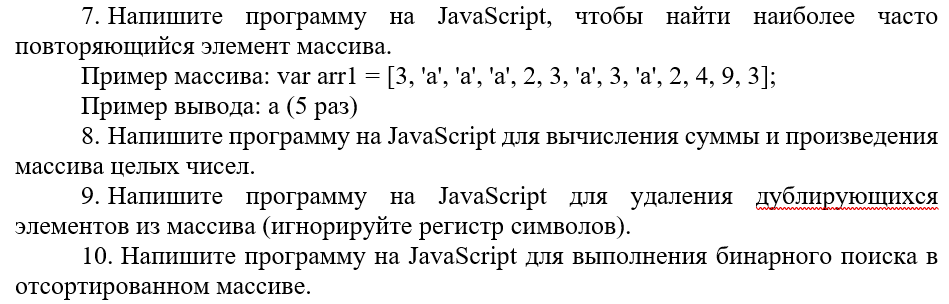 7. Напишите программу на JavaScript, чтобы найти наиболее часто
повторяющийся элемент массива.
Пример массива: var arr1 = [3, 'a', 'a', 'a', 2, 3, 'a', 3, 'a', 2, 4, 9, 3];
Пример вывода: a (5 раз)
8. Напишите программу на JavaScript для вычисления суммы и произведения
массива целых чисел.
9. Напишите программу на JavaScript для удаления дублирующихся
элементов из массива (игнорируйте регистр символов).
10. Напишите программу на JavaScript для выполнения бинарного поиска в
отсортированном массиве.